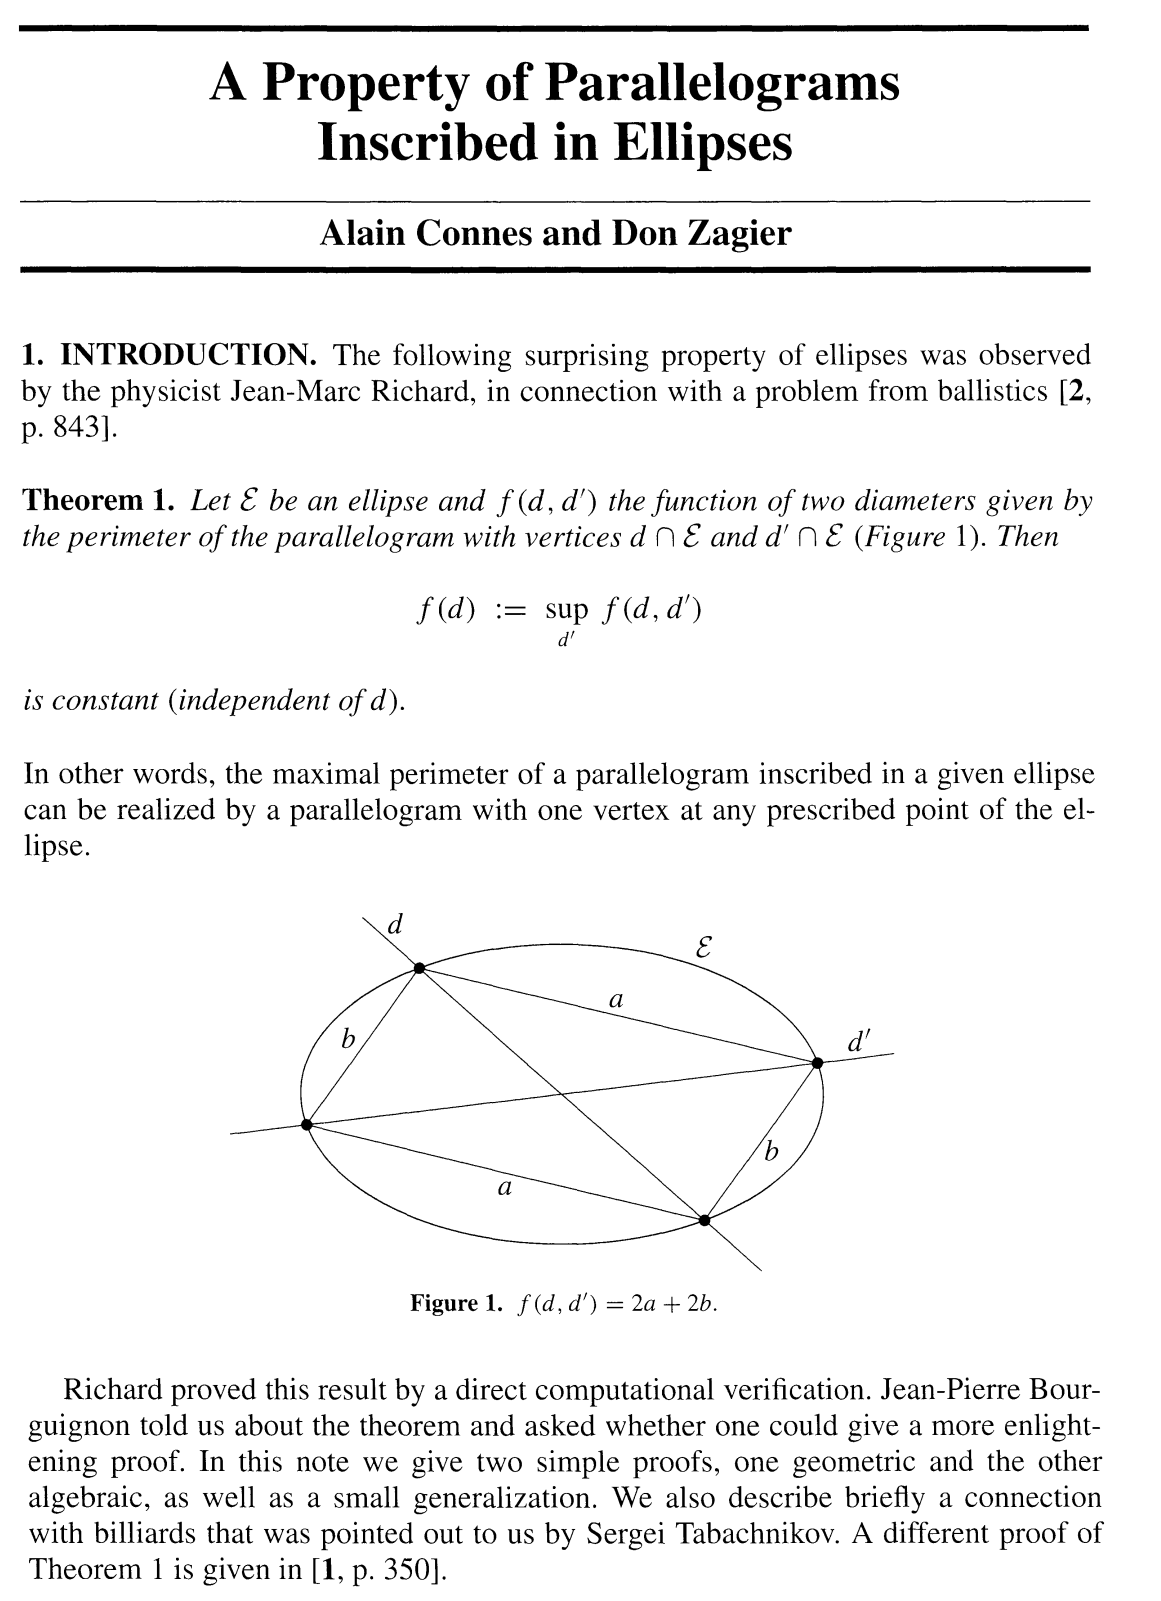 A Property of Parallelograms
Inscribed in Ellipses
Alain Connes and Don Zagier
1. INTRODUCTION. The following surprising property of ellipses was observed
by the physicist Jean-Marc Richard, in connection with a problem from ballistics [2,
p. 843].
Theorem 1. Let ℰ be an ellipse and f(d, d′) the function of two diameters given by
the perimeter of the parallelogram with vertices d ∩ ℰ and d′ ∩ ℰ (Figure 1). Then
f(d) := sup f(d, d′)
d′
is constant (independent of d).
In other words, the maximal perimeter of a parallelogram inscribed in a given ellipse
can be realized by a parallelogram with one vertex at any prescribed point of the el-
lipse.
d
ℰ
a
b
d′
b
a
Figure 1. f(d, d′) = 2a + 2b.
Richard proved this result by a direct computational verification. Jean-Pierre Bour-
guignon told us about the theorem and asked whether one could give a more enlight-
ening proof. In this note we give two simple proofs, one geometric and the other
algebraic, as well as a small generalization. We also describe briefly a connection
with billiards that was pointed out to us by Sergei Tabachnikov. A different proof of
Theorem 1 is given in [1, p. 350].